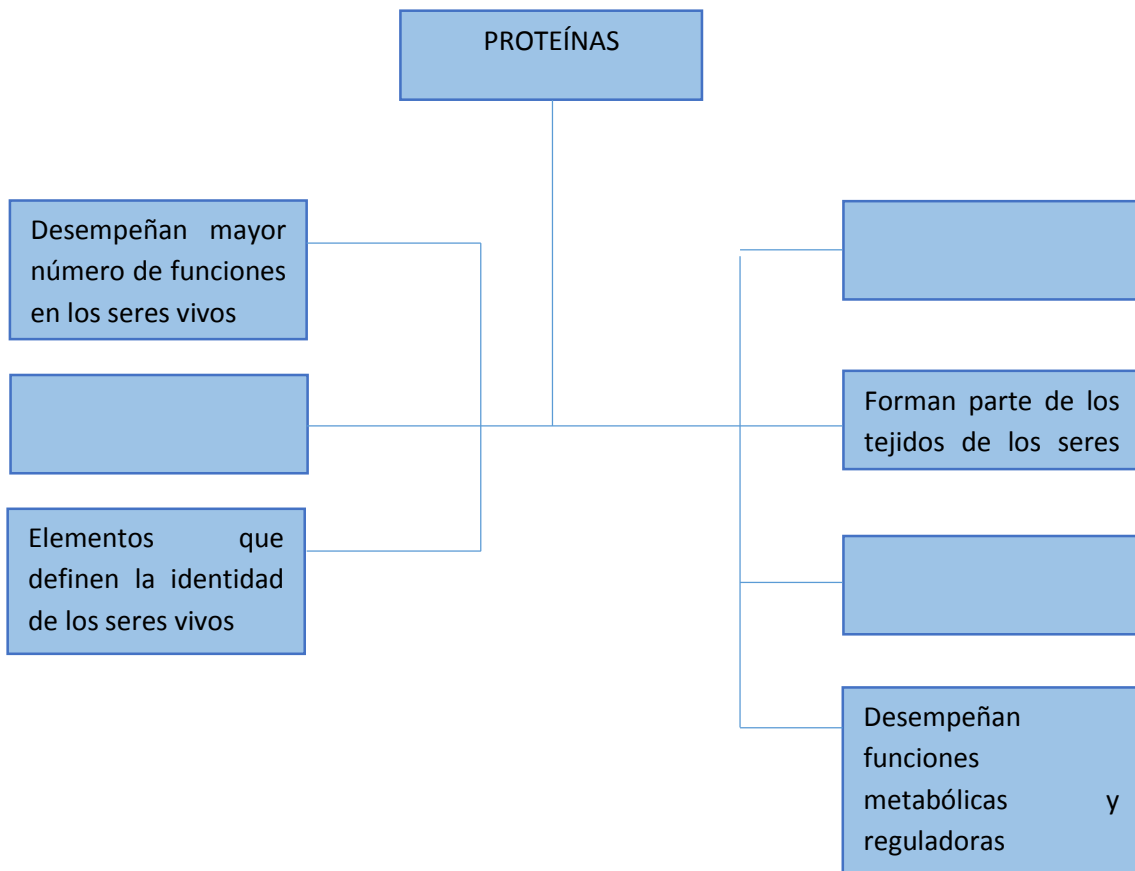 PROTEÍNAS
Desempeñan mayor
número de funciones
en los seres vivos
Elementos que
definen la identidad
de los seres vivos
Forman parte de los
tejidos de los seres
Desempeñan
funciones
metabólicas y
reguladoras